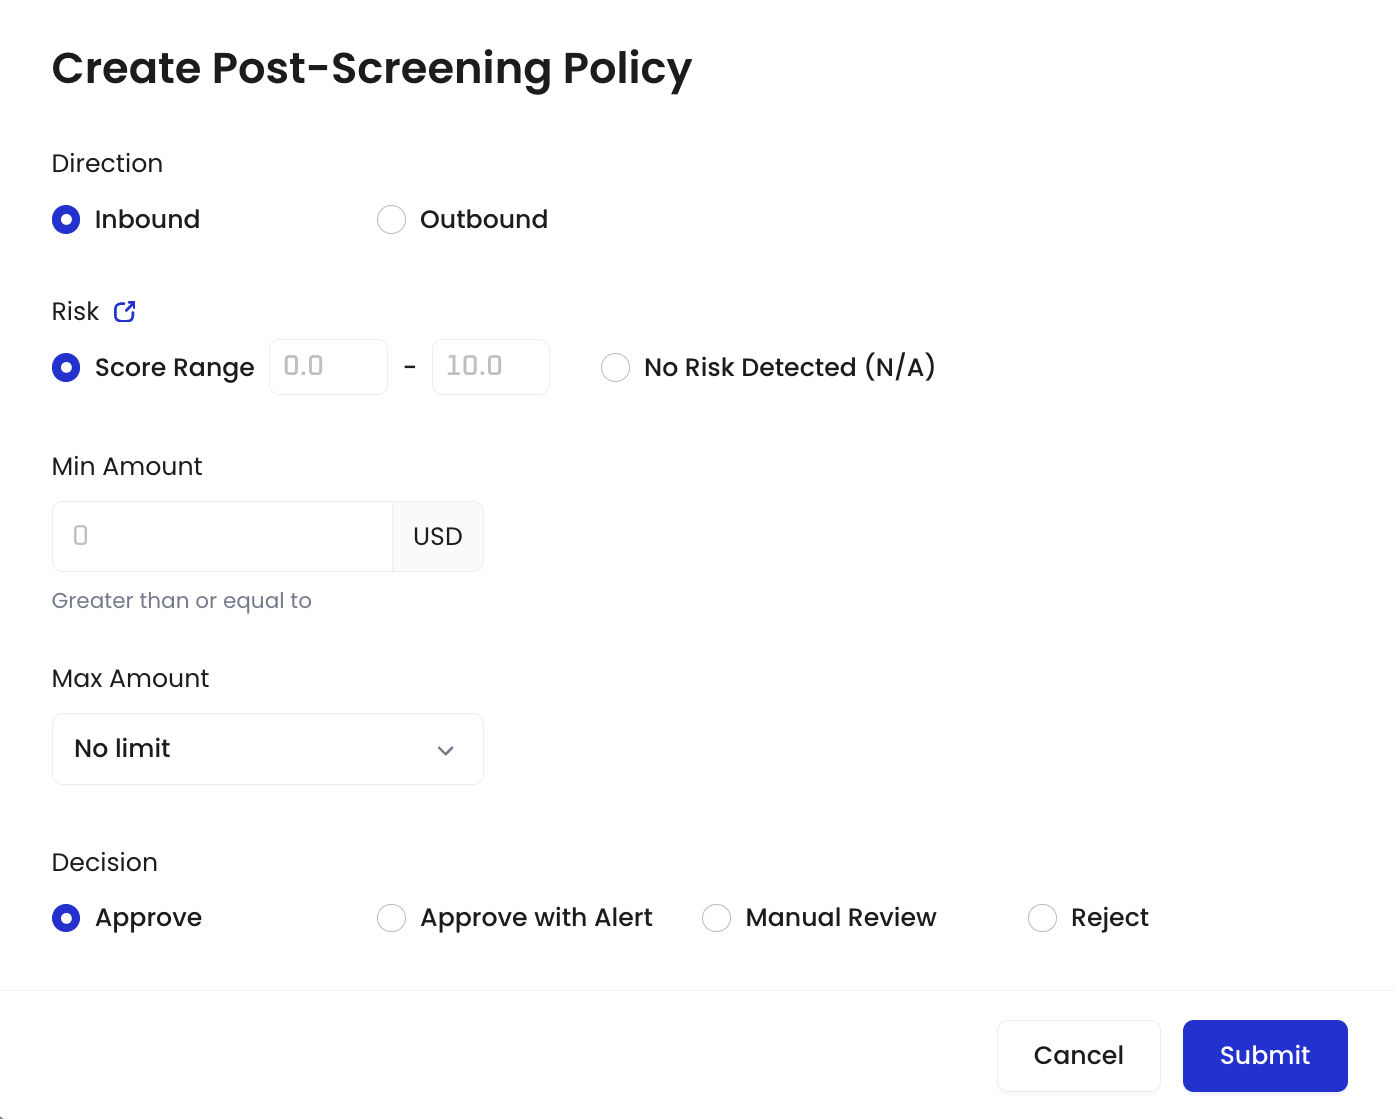 Create Post-Screening Policy
Direction
Inbound Outbound
Risk
Score Range 0.0 - 10.0 No Risk Detected (N/A)
Min Amount
0 USD
Greater than or equal to
Max Amount
No limit
Decision
Approve Approve with Alert Manual Review Reject
Cancel Submit